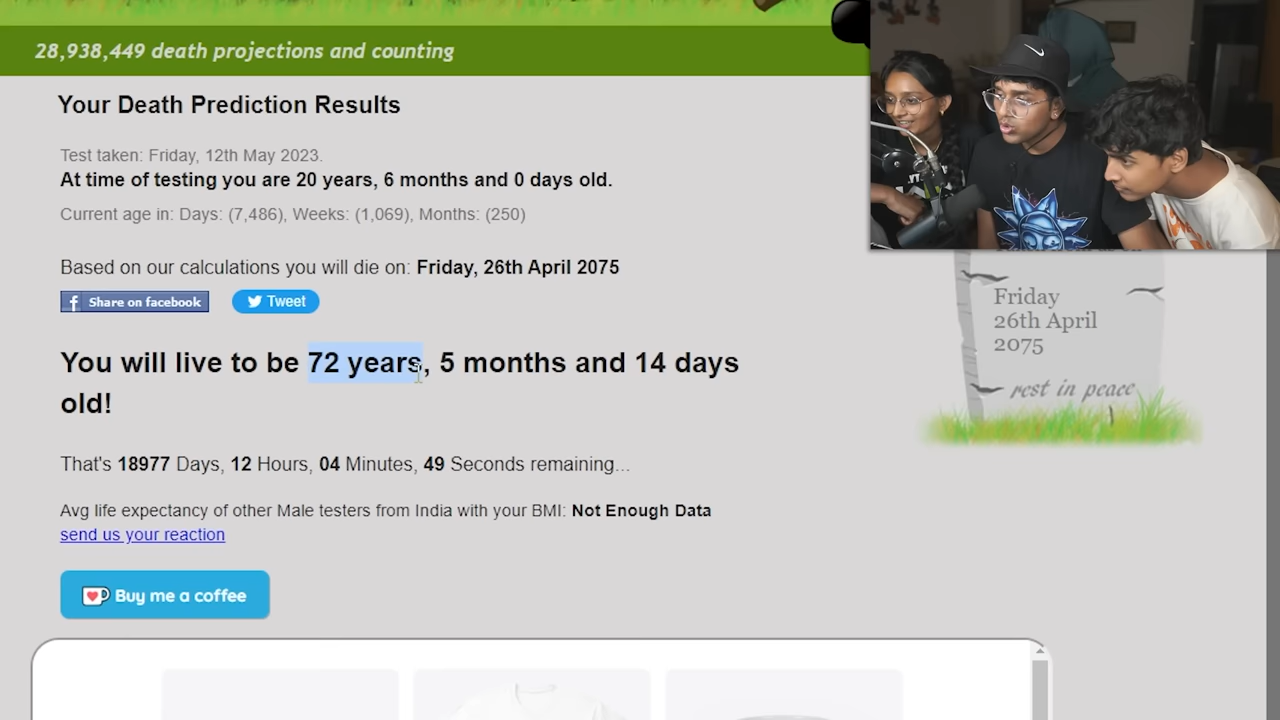 28,938,449 death projections and counting
Your Death Prediction Results
Test taken: Friday, 12th May 2023.
At time of testing you are 20 years, 6 months and 0 days old.
Current age in: Days: (7,486), Weeks: (1,069), Months: (250)
Based on our calculations you will die on: Friday, 26th April 2075
Share on facebook
Tweet
You will live to be 72 years, 5 months and 14 days
old!
That's 18977 Days, 12 Hours, 04 Minutes, 49 Seconds remaining...
Avg life expectancy of other Male testers from India with your BMI: Not Enough Data
send us your reaction
Buy me a coffee
Friday
26th April
2075
rest in peace